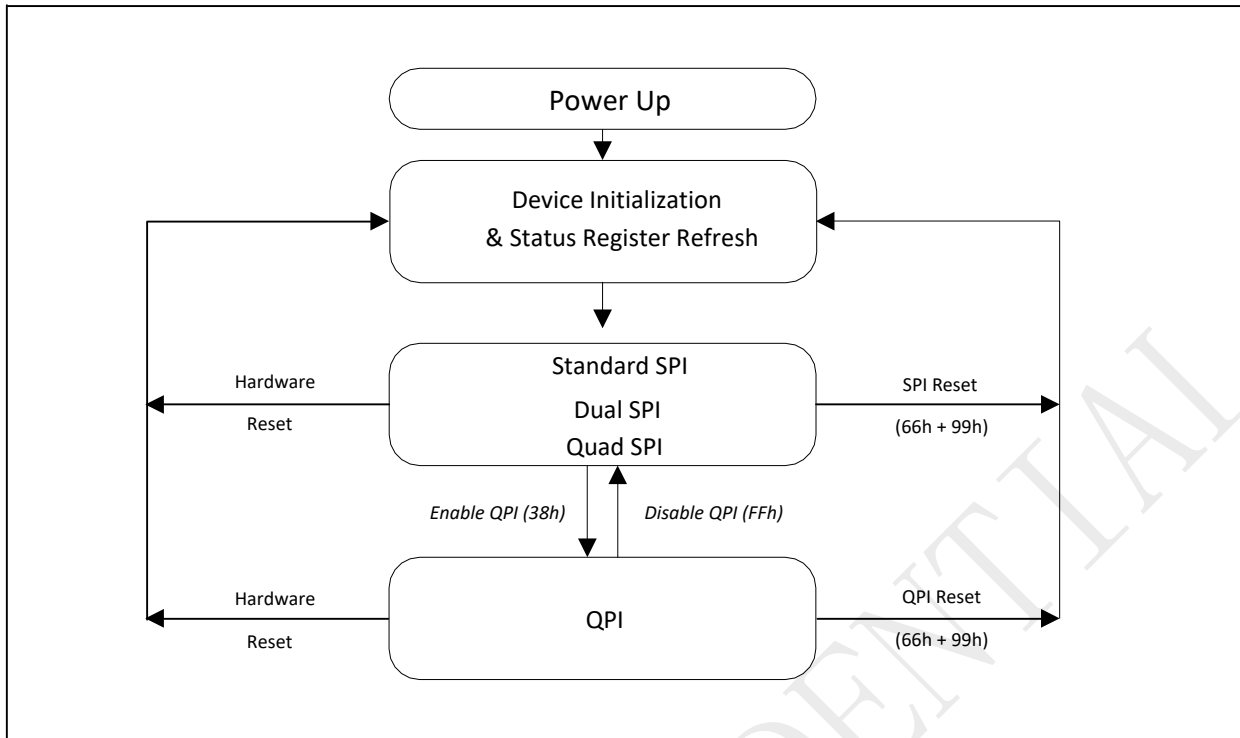 Power Up
Device Initialization
& Status Register Refresh
Standard SPI
Dual SPI
Quad SPI
Hardware
Reset
SPI Reset
(66h + 99h)
Enable QPI (38h)
Disable QPI (FFh)
QPI
Hardware
Reset
QPI Reset
(66h + 99h)
DENTIAL